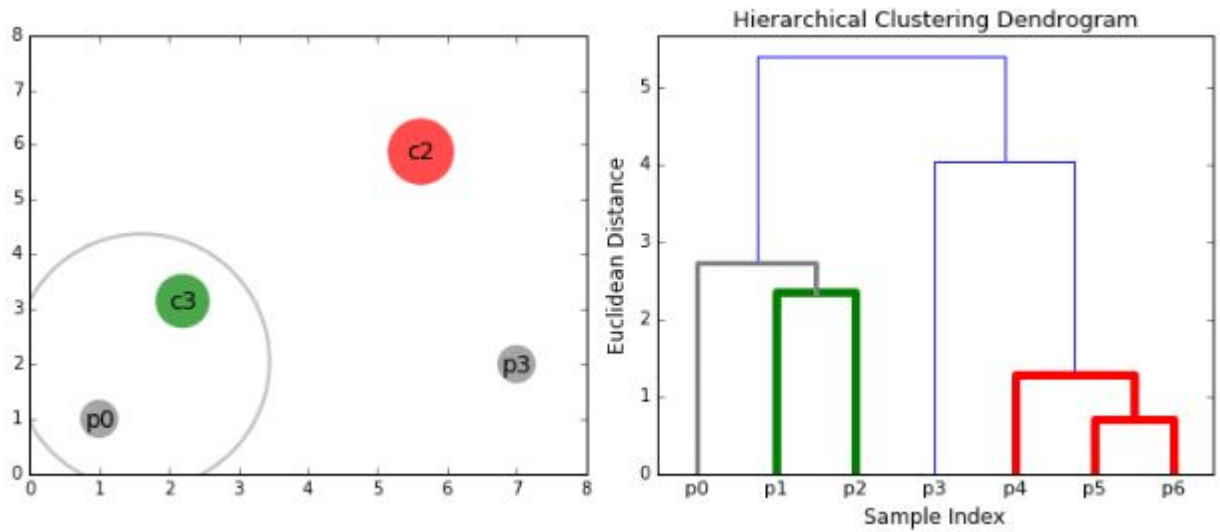 8
7
6
5
4
3
2
1
0
c2
c3
p3
p0
0 1 2 3 4 5 6 7 8
Hierarchical Clustering Dendrogram
Euclidean Distance
5
4
3
2
1
0
p0 p1 p2 p3 p4 p5 p6
Sample Index